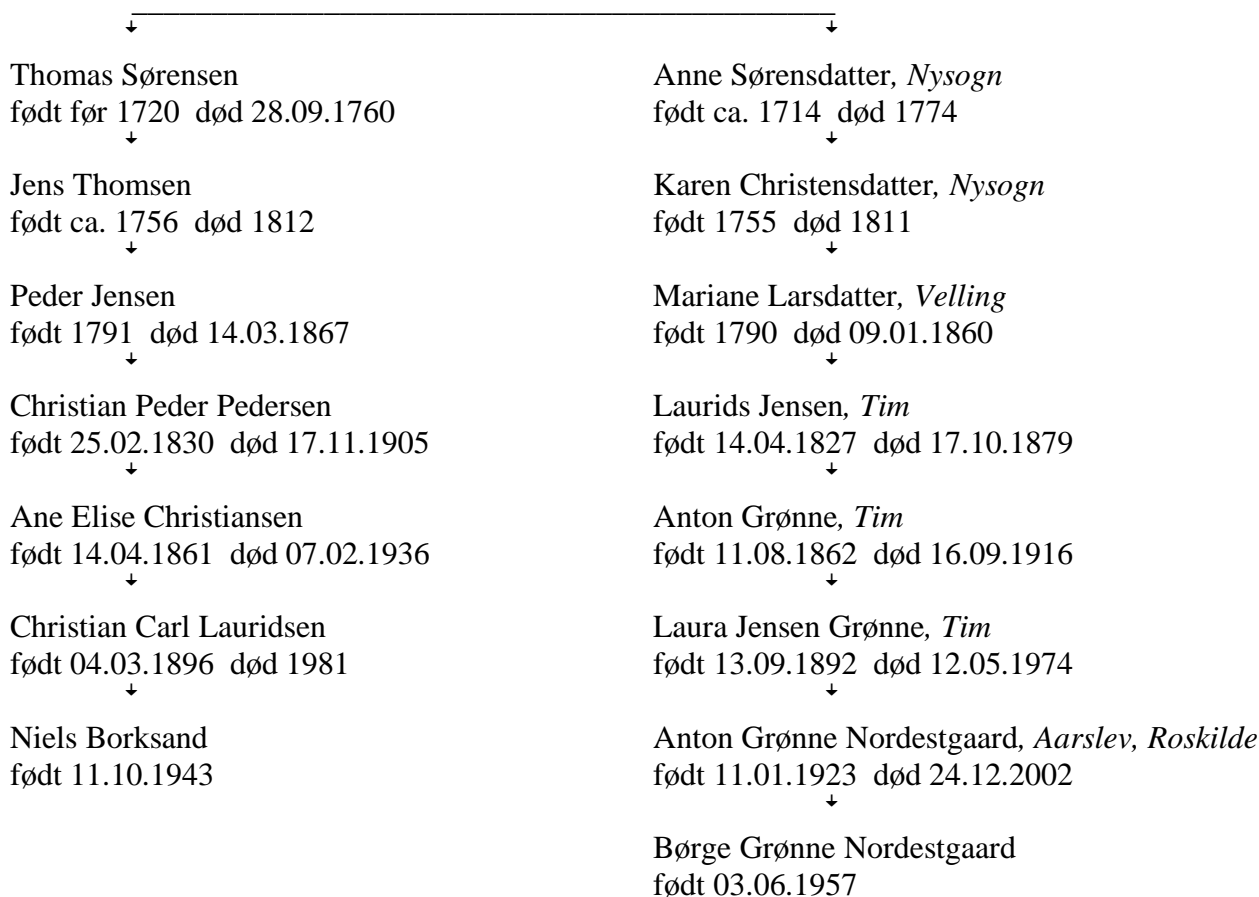 Thomas Sørensen
født før 1720 død 28.09.1760
Jens Thomsen
født ca. 1756 død 1812
Peder Jensen
født 1791 død 14.03.1867
Christian Peder Pedersen
født 25.02.1830 død 17.11.1905
Ane Elise Christiansen
født 14.04.1861 død 07.02.1936
Christian Carl Lauridsen
født 04.03.1896 død 1981
Niels Borksand
født 11.10.1943
Anne Sørensdatter, Nysogn
født ca. 1714 død 1774
Karen Christensdatter, Nysogn
født 1755 død 1811
Mariane Larsdatter, Velling
født 1790 død 09.01.1860
Laurids Jensen, Tim
født 14.04.1827 død 17.10.1879
Anton Grønne, Tim
født 11.08.1862 død 16.09.1916
Laura Jensen Grønne, Tim
født 13.09.1892 død 12.05.1974
Anton Grønne Nordestgaard, Aarslev, Roskilde
født 11.01.1923 død 24.12.2002
Børge Grønne Nordestgaard
født 03.06.1957